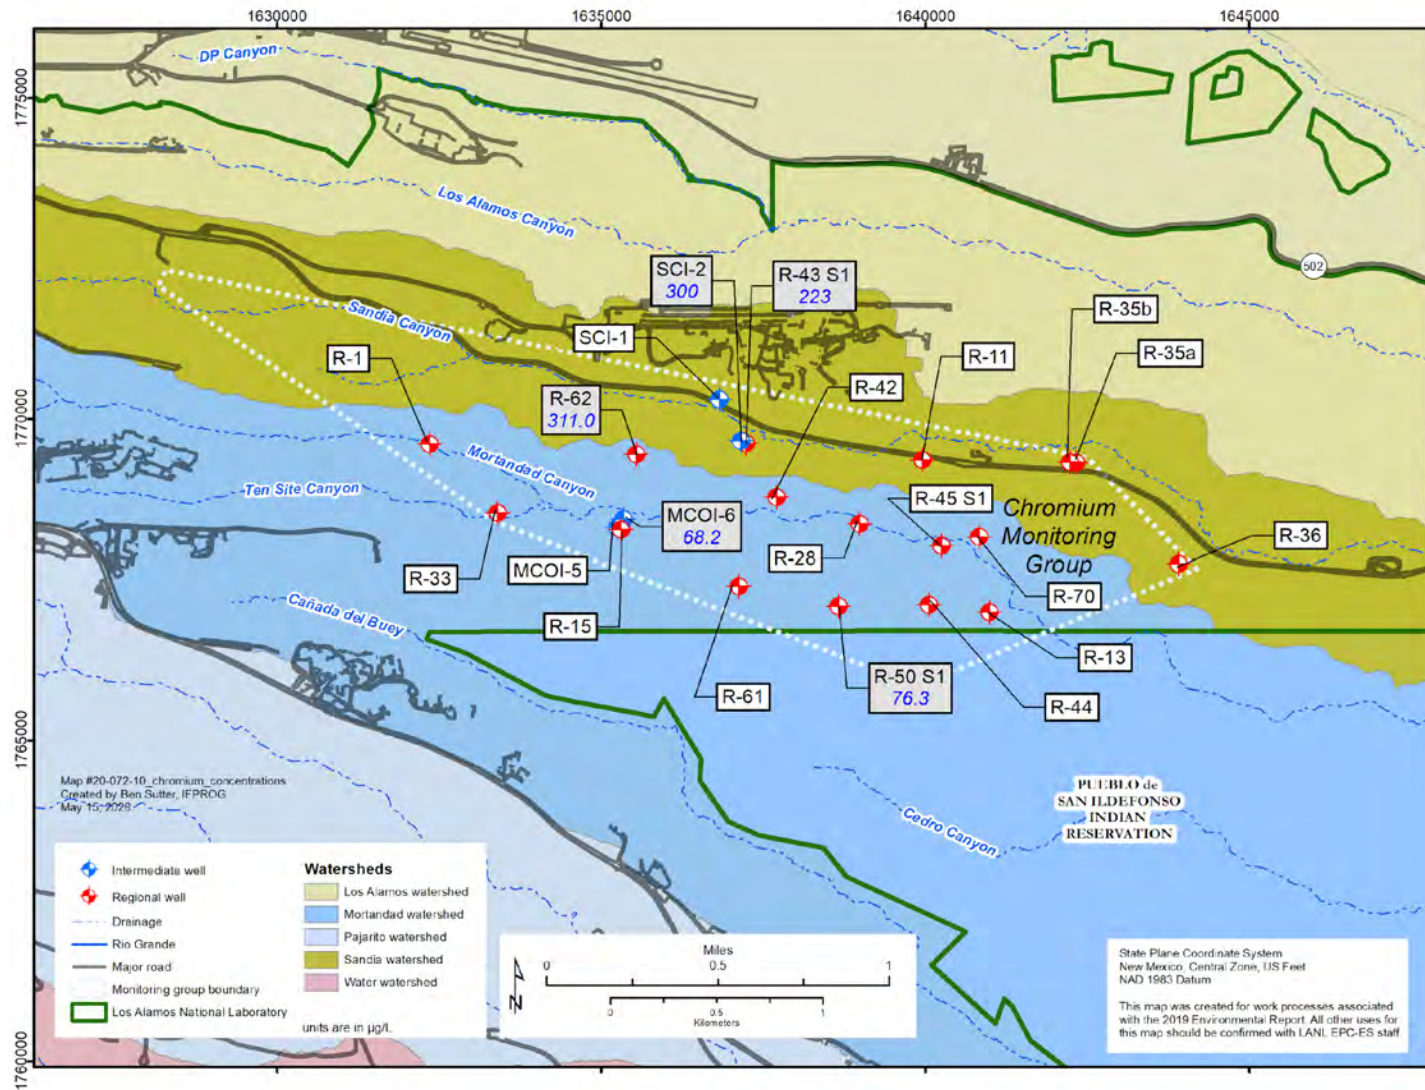 1630000
1635000
1640000
1645000
1775000
1770000
1765000
1760000
DP Canyon
Los Alamos Canyon
502
SCI-2
300
R-43 S1
223
R-35b
Sandia Canyon
SCI-1
R-1
R-11
R-35a
R-62
311.0
R-42
Mortandad Canyon
Ten Site Canyon
R-45 S1
Chromium
Monitoring
Group
MCOI-6
68.2
R-36
R-28
R-33
MCOI-5
R-70
Cañada del Buey
R-15
R-13
R-50 S1
76.3
R-61
R-44
Map #20-072-10_chromium_concentrations
Created by Ben Sutter, IFPROG
May 15, 2020
PUEBLO de
SAN ILDEFONSO
INDIAN
RESERVATION
Cedro Canyon
Intermediate well
Regional well
Drainage
Rio Grande
Major road
Monitoring group boundary
Los Alamos National Laboratory
Watersheds
Los Alamos watershed
Mortandad watershed
Pajarito watershed
Sandia watershed
Water watershed
units are in µg/L
N
Miles
0 0.5 1
0 0.5 1
Kilometers
State Plane Coordinate System
New Mexico, Central Zone, US Feet
NAD 1983 Datum
This map was created for work processes associated
with the 2019 Environmental Report. All other uses for
this map should be confirmed with LANL EPC-ES staff.